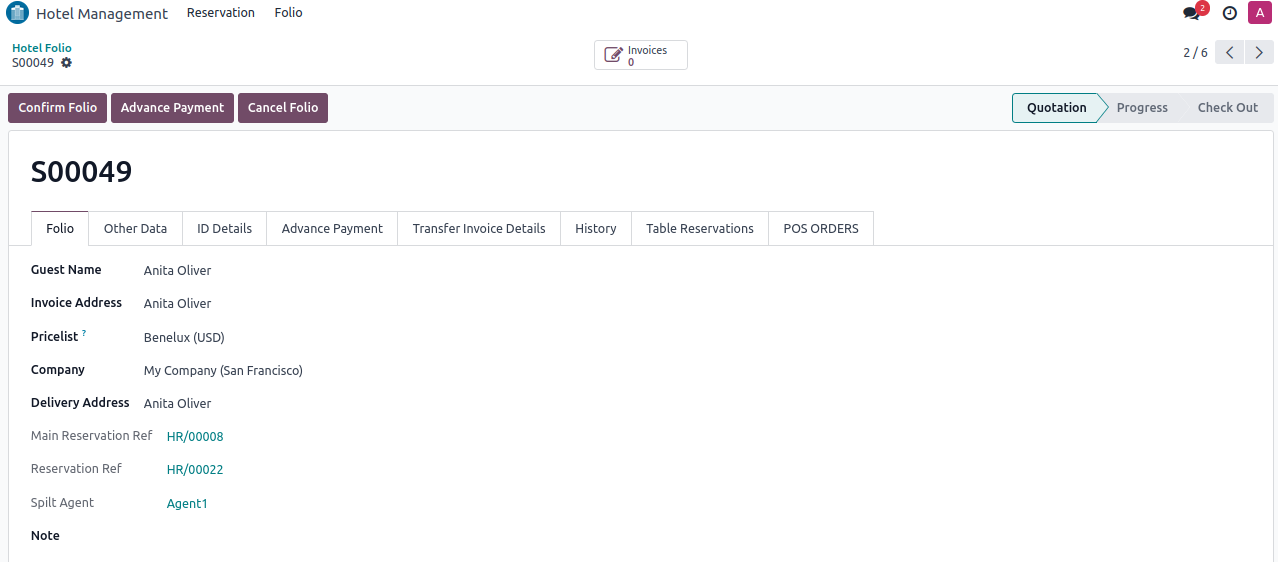 Hotel Management Reservation Folio 2 A
Hotel Folio
S00049
Invoices
0
2 / 6
Confirm Folio Advance Payment Cancel Folio Quotation Progress Check Out
S00049
Folio Other Data ID Details Advance Payment Transfer Invoice Details History Table Reservations POS ORDERS
Guest Name Anita Oliver
Invoice Address Anita Oliver
Pricelist ? Benelux (USD)
Company My Company (San Francisco)
Delivery Address Anita Oliver
Main Reservation Ref HR/00008
Reservation Ref HR/00022
Spilt Agent Agent1
Note